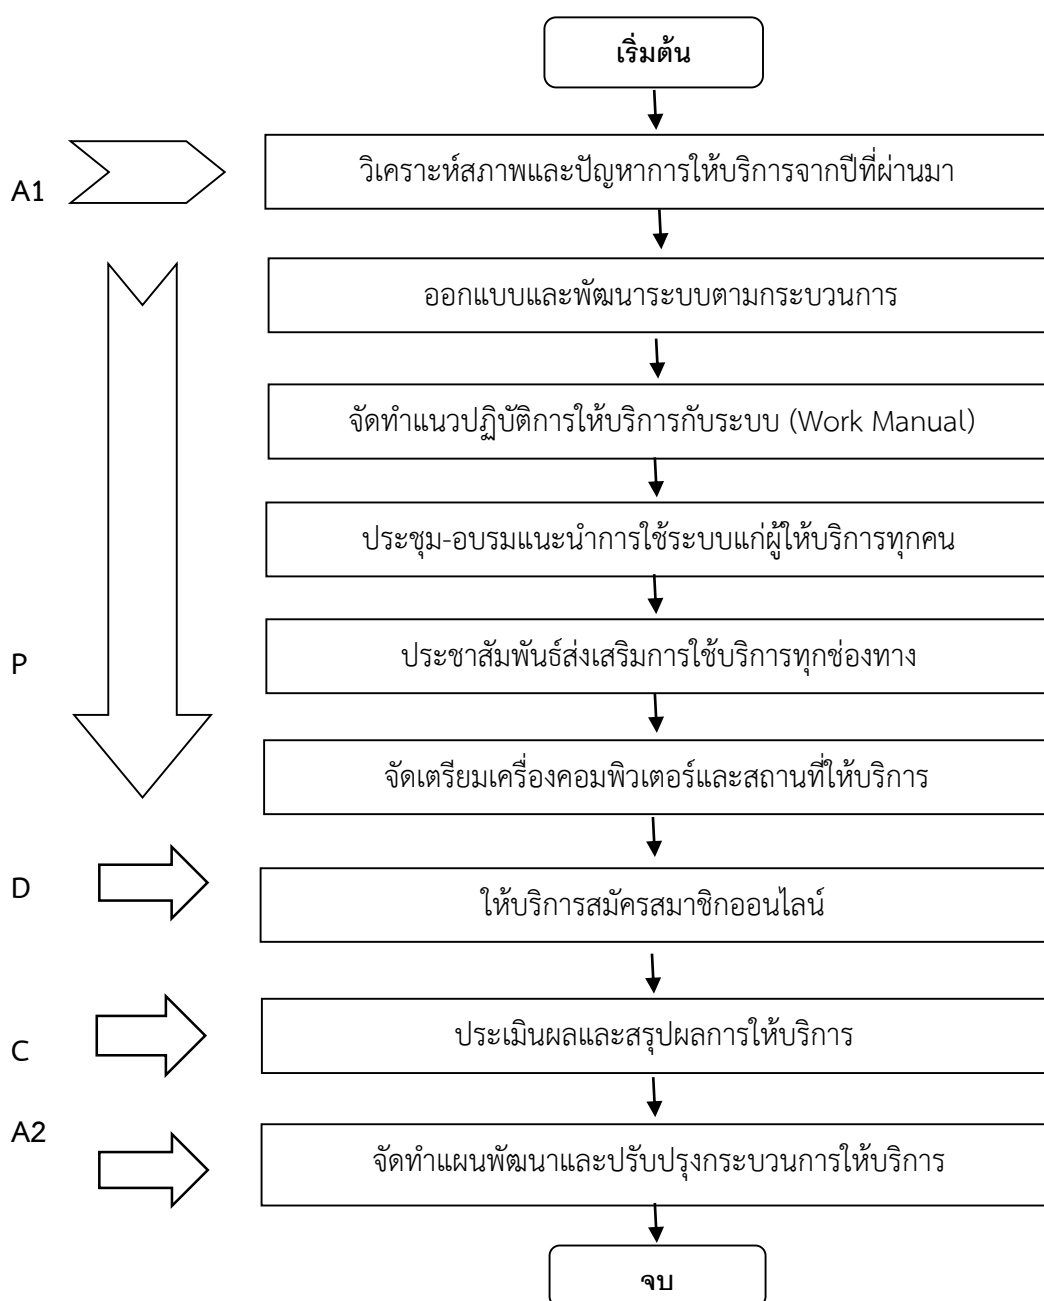 เริ่มต้น
A1
วิเคราะห์สภาพและปัญหาการให้บริการจากปีที่ผ่านมา
ออกแบบและพัฒนาระบบตามกระบวนการ
จัดทำแนวปฏิบัติการให้บริการกับระบบ (Work Manual)
ประชุม-อบรมแนะนำการใช้ระบบแก่ผู้ให้บริการทุกคน
P
ประชาสัมพันธ์ส่งเสริมการใช้บริการทุกช่องทาง
จัดเตรียมเครื่องคอมพิวเตอร์และสถานที่ให้บริการ
D
ให้บริการสมัครสมาชิกออนไลน์
C
ประเมินผลและสรุปผลการให้บริการ
A2
จัดทำแผนพัฒนาและปรับปรุงกระบวนการให้บริการ
จบ